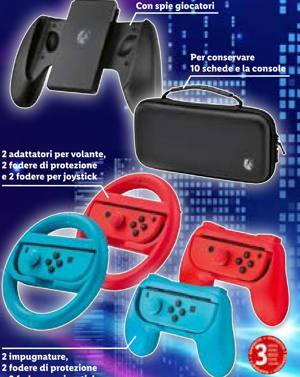 Con spie giocatori
Per conservare
10 schede e la console
2 adattatori per volante,
2 fodere di protezione
e 2 fodere per joystick
2 impugnature,
2 fodere di protezione
3